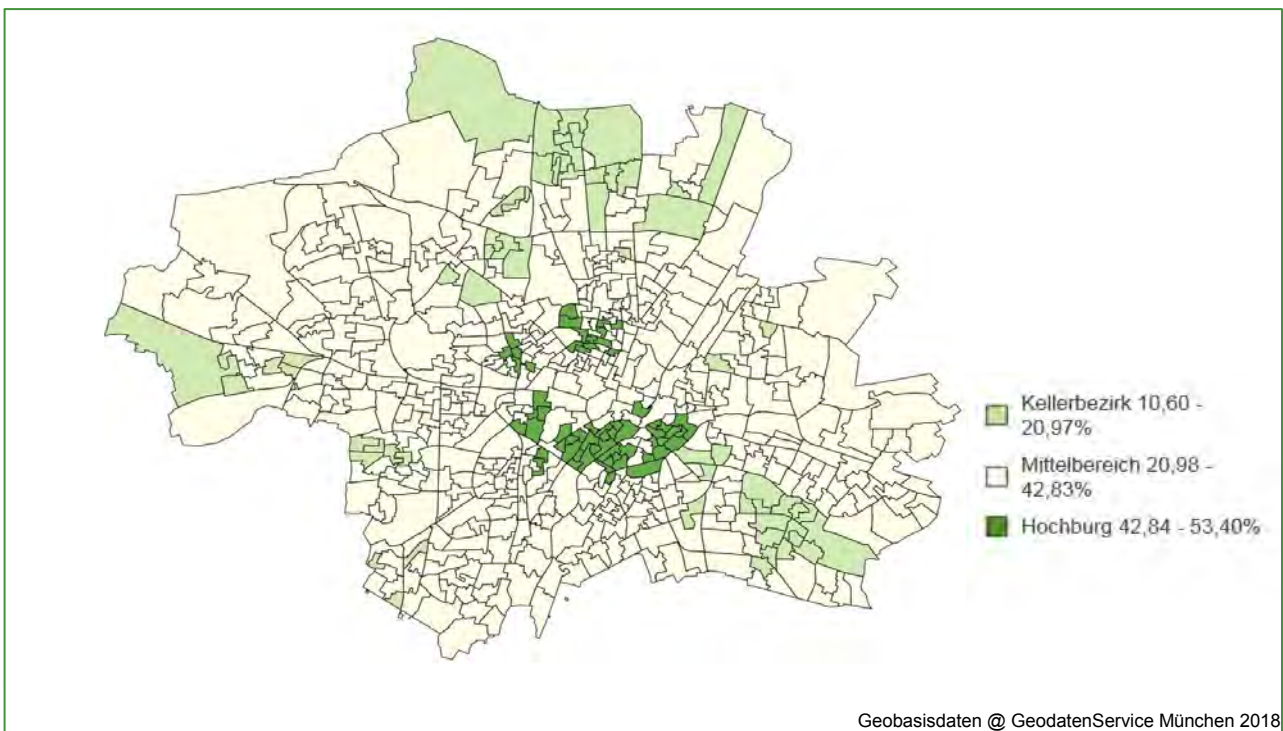 Kellerbezirk 10,60 -
20,97%
Mittelbereich 20,98 -
42,83%
Hochburg 42,84 - 53,40%
Geobasisdaten @ GeodatenService München 2018